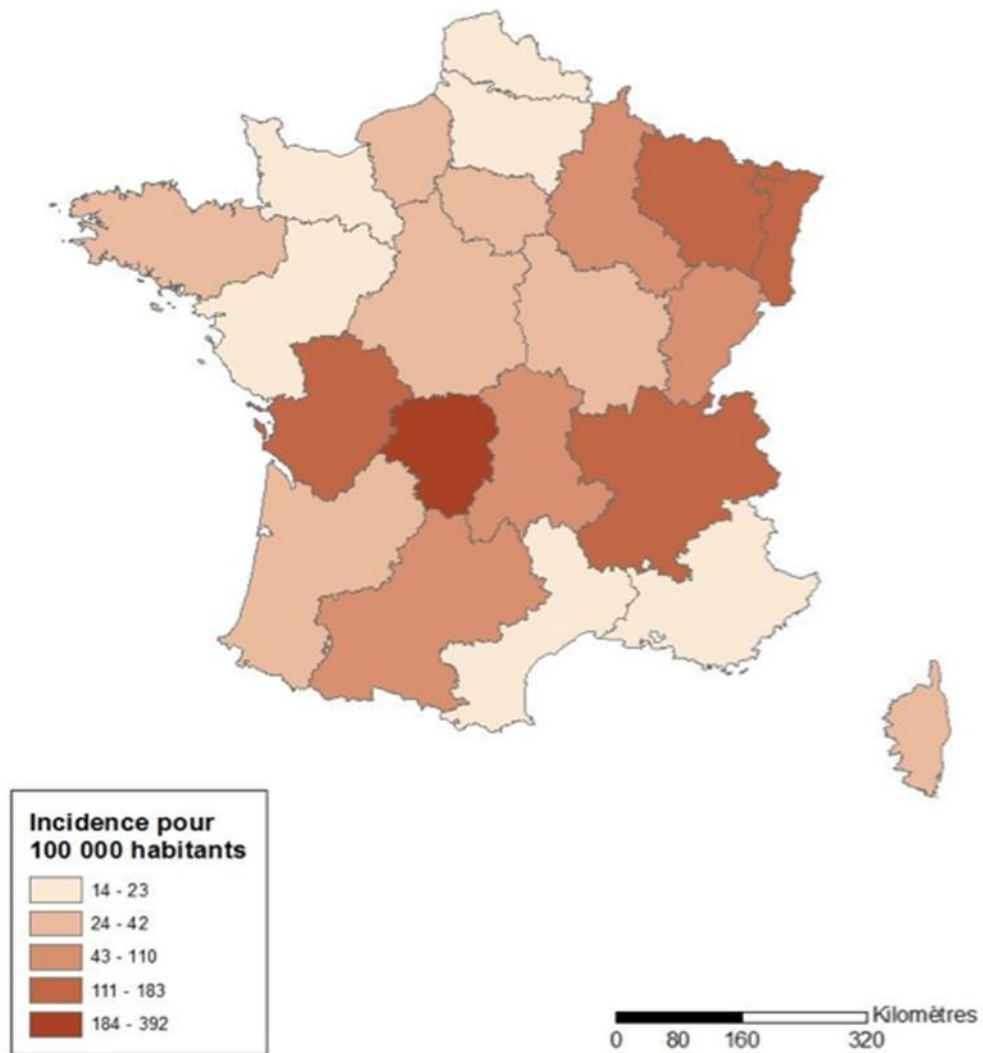 Incidence pour
100 000 habitants
14 - 23
24 - 42
43 - 110
111 - 183
184 - 392
Kilomètres
0 80 160 320